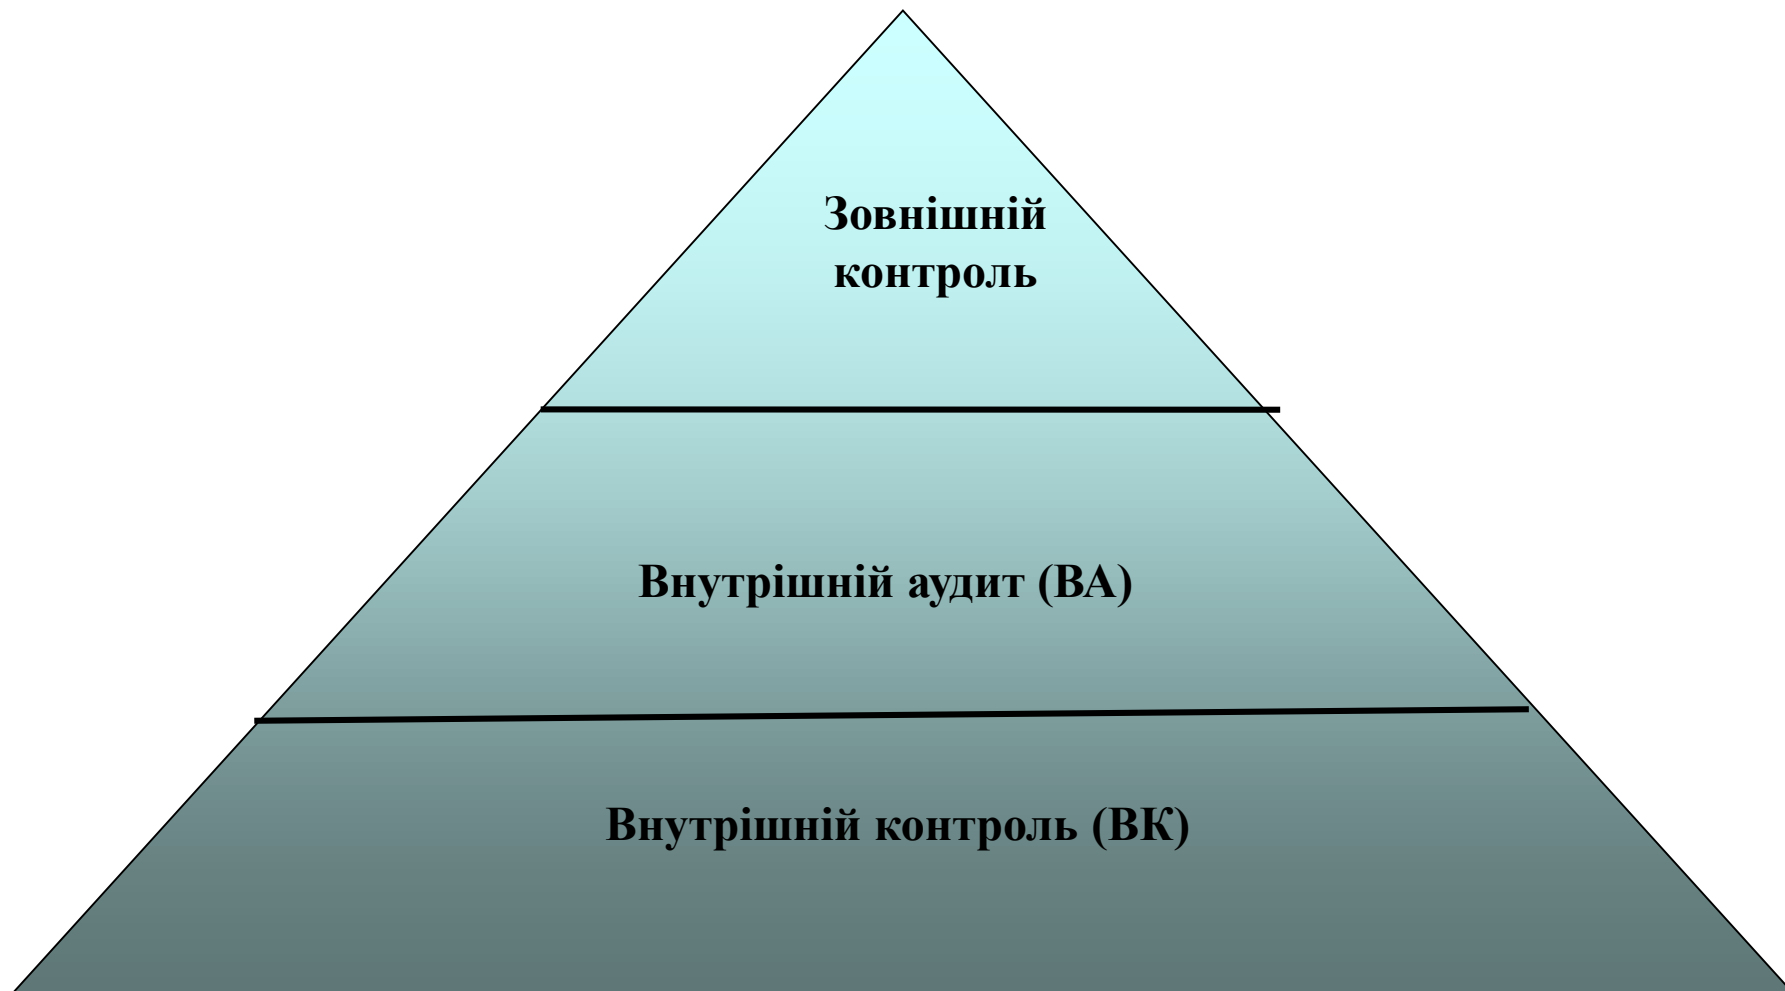 Зовнішній
контроль
Внутрішній аудит (ВА)
Внутрішній контроль (ВК)